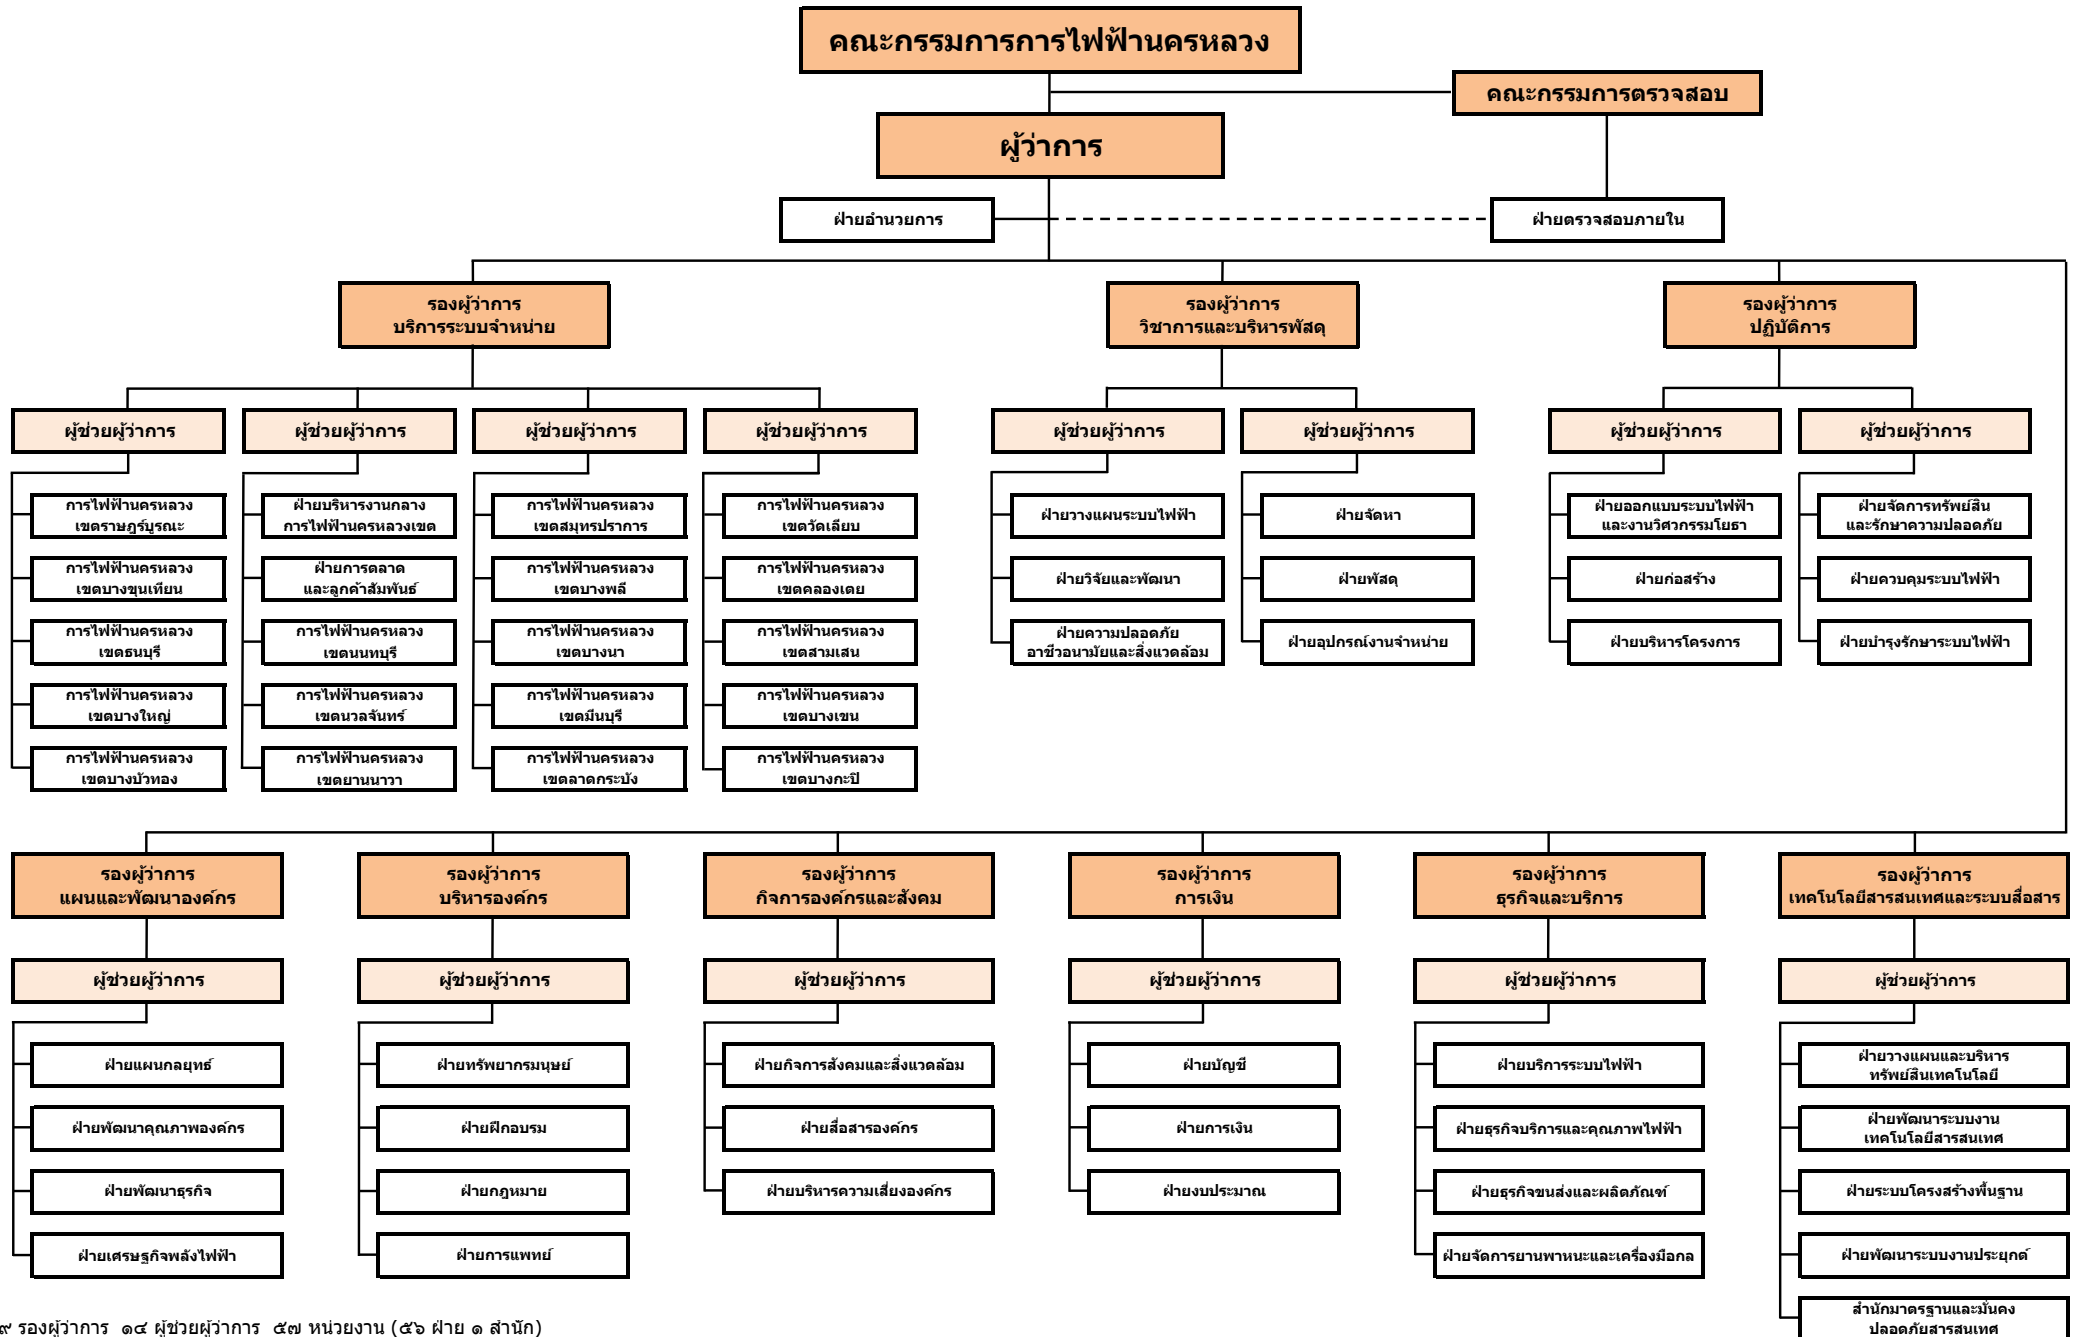 คณะกรรมการการไฟฟ้านครหลวง
คณะกรรมการตรวจสอบ
ผู้ว่าการ
ฝ่ายอำนวยการ
ฝ่ายตรวจสอบภายใน
รองผู้ว่าการ
บริการระบบจำหน่าย
รองผู้ว่าการ
วิชาการและบริหารพัสดุ
รองผู้ว่าการ
ปฏิบัติการ
ผู้ช่วยผู้ว่าการ
การไฟฟ้านครหลวง
เขตราษฎร์บูรณะ
การไฟฟ้านครหลวง
เขตบางขุนเทียน
การไฟฟ้านครหลวง
เขตธนบุรี
การไฟฟ้านครหลวง
เขตบางใหญ่
การไฟฟ้านครหลวง
เขตบางบัวทอง
ผู้ช่วยผู้ว่าการ
ฝ่ายบริหารงานกลาง
การไฟฟ้านครหลวงเขต
ฝ่ายการตลาด
และลูกค้าสัมพันธ์
การไฟฟ้านครหลวง
เขตนนทบุรี
การไฟฟ้านครหลวง
เขตนวลจันทร์
การไฟฟ้านครหลวง
เขตยานนาวา
ผู้ช่วยผู้ว่าการ
การไฟฟ้านครหลวง
เขตสมุทรปราการ
การไฟฟ้านครหลวง
เขตบางพลี
การไฟฟ้านครหลวง
เขตบางนา
การไฟฟ้านครหลวง
เขตมีนบุรี
การไฟฟ้านครหลวง
เขตลาดกระบัง
ผู้ช่วยผู้ว่าการ
การไฟฟ้านครหลวง
เขตวัดเลียบ
การไฟฟ้านครหลวง
เขตคลองเตย
การไฟฟ้านครหลวง
เขตสามเสน
การไฟฟ้านครหลวง
เขตบางเขน
การไฟฟ้านครหลวง
เขตบางกะปิ
ผู้ช่วยผู้ว่าการ
ฝ่ายวางแผนระบบไฟฟ้า
ฝ่ายวิจัยและพัฒนา
ฝ่ายความปลอดภัย
อาชีวอนามัยและสิ่งแวดล้อม
ผู้ช่วยผู้ว่าการ
ฝ่ายจัดหา
ฝ่ายพัสดุ
ฝ่ายอุปกรณ์งานจำหน่าย
ผู้ช่วยผู้ว่าการ
ฝ่ายออกแบบระบบไฟฟ้า
และงานวิศวกรรมโยธา
ฝ่ายก่อสร้าง
ฝ่ายบริหารโครงการ
ผู้ช่วยผู้ว่าการ
ฝ่ายจัดการทรัพย์สิน
และรักษาความปลอดภัย
ฝ่ายควบคุมระบบไฟฟ้า
ฝ่ายบำรุงรักษาระบบไฟฟ้า
รองผู้ว่าการ
แผนและพัฒนาองค์กร
ผู้ช่วยผู้ว่าการ
ฝ่ายแผนกลยุทธ์
ฝ่ายพัฒนาคุณภาพองค์กร
ฝ่ายพัฒนาธุรกิจ
ฝ่ายเศรษฐกิจพลังไฟฟ้า
รองผู้ว่าการ
บริหารองค์กร
ผู้ช่วยผู้ว่าการ
ฝ่ายทรัพยากรมนุษย์
ฝ่ายฝึกอบรม
ฝ่ายกฎหมาย
ฝ่ายการแพทย์
รองผู้ว่าการ
กิจการองค์กรและสังคม
ผู้ช่วยผู้ว่าการ
ฝ่ายกิจการสังคมและสิ่งแวดล้อม
ฝ่ายสื่อสารองค์กร
ฝ่ายบริหารความเสี่ยงองค์กร
รองผู้ว่าการ
การเงิน
ผู้ช่วยผู้ว่าการ
ฝ่ายบัญชี
ฝ่ายการเงิน
ฝ่ายงบประมาณ
รองผู้ว่าการ
ธุรกิจและบริการ
ผู้ช่วยผู้ว่าการ
ฝ่ายบริการระบบไฟฟ้า
ฝ่ายธุรกิจบริการและคุณภาพไฟฟ้า
ฝ่ายธุรกิจขนส่งและผลิตภัณฑ์
ฝ่ายจัดการยานพาหนะและเครื่องมือกล
รองผู้ว่าการ
เทคโนโลยีสารสนเทศและระบบสื่อสาร
ผู้ช่วยผู้ว่าการ
ฝ่ายวางแผนและบริหาร
ทรัพย์สินเทคโนโลยี
ฝ่ายพัฒนาระบบงาน
เทคโนโลยีสารสนเทศ
ฝ่ายระบบโครงสร้างพื้นฐาน
ฝ่ายพัฒนาระบบงานประยุกต์
สำนักมาตรฐานและมั่นคง
ปลอดภัยสารสนเทศ
๙ รองผู้ว่าการ ๑๔ ผู้ช่วยผู้ว่าการ ๕๗ หน่วยงาน (๕๖ ฝ่าย ๑ สำนัก)